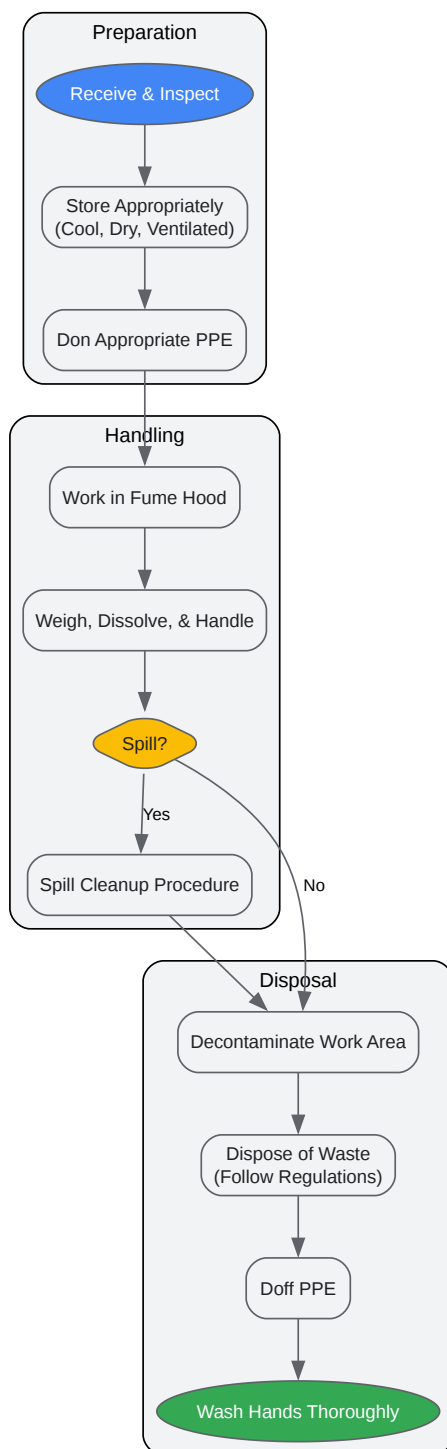 Preparation
Receive & Inspect
Store Appropriately
(Cool, Dry, Ventilated)
Don Appropriate PPE
Handling
Work in Fume Hood
Weigh, Dissolve, & Handle
Spill?
Yes
Spill Cleanup Procedure
No
Disposal
Decontaminate Work Area
Dispose of Waste
(Follow Regulations)
Doff PPE
Wash Hands Thoroughly